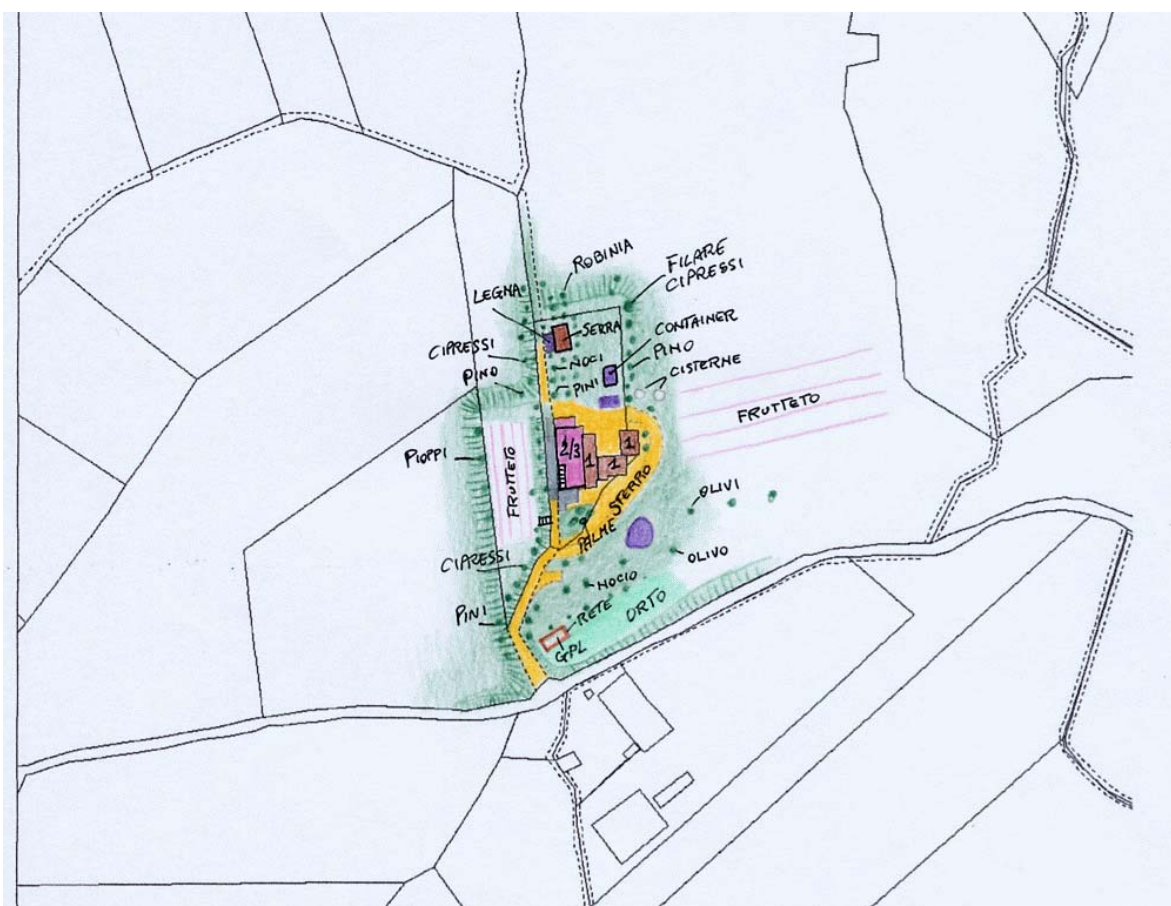 ROBINIA
FILARE
CIPRESSI
LEGNA
SERRA
CONTAINER
CIPRESSI
NOCI
PINO
PINO
PINI
CISTERNE
FRUTTETO
2/3
1
1
1
PIOPPI
FRUTTETO
STERRO
OLIVI
PALME
OLIVO
CIPRESSI
NOCIO
PINI
RETE
ORTO
GPL